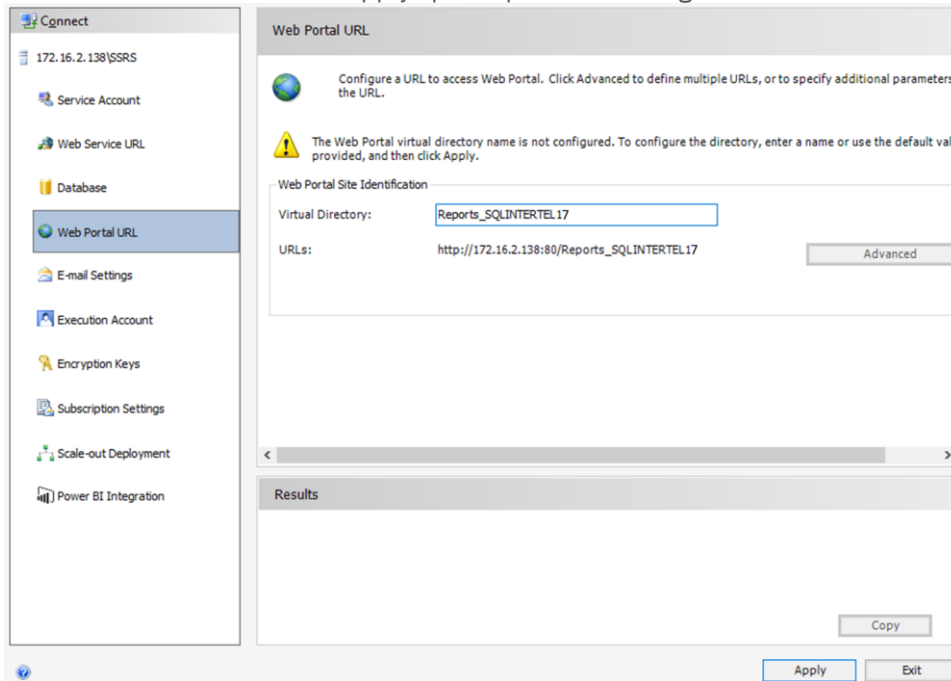 Connect
172.16.2.138\SSRS
Service Account
Web Service URL
Database
Web Portal URL
E-mail Settings
Execution Account
Encryption Keys
Subscription Settings
Scale-out Deployment
Power BI Integration
Web Portal URL
Configure a URL to access Web Portal. Click Advanced to define multiple URLs, or to specify additional parameters
the URL.
The Web Portal virtual directory name is not configured. To configure the directory, enter a name or use the default val
provided, and then click Apply.
Web Portal Site Identification
Virtual Directory: Reports_SQLINTERTEL17
URLs: http://172.16.2.138:80/Reports_SQLINTERTEL17
Advanced
Results
Copy
Apply Exit